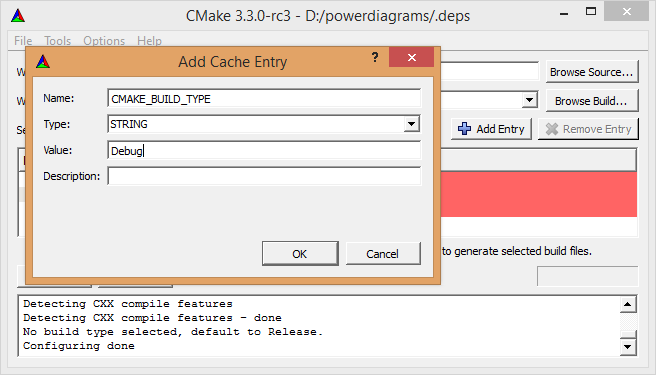 CMake 3.3.0-rc3 - D:/powerdiagrams/.deps
File Tools Options Help
Add Cache Entry
?
W
Browse Source...
Name: CMAKE_BUILD_TYPE
W
Browse Build...
Type: STRING
Se
Add Entry
Remove Entry
Value: Debug
Description:
OK
Cancel
to generate selected build files.
Detecting CXX compile features
Detecting CXX compile features - done
No build type selected, default to Release.
Configuring done